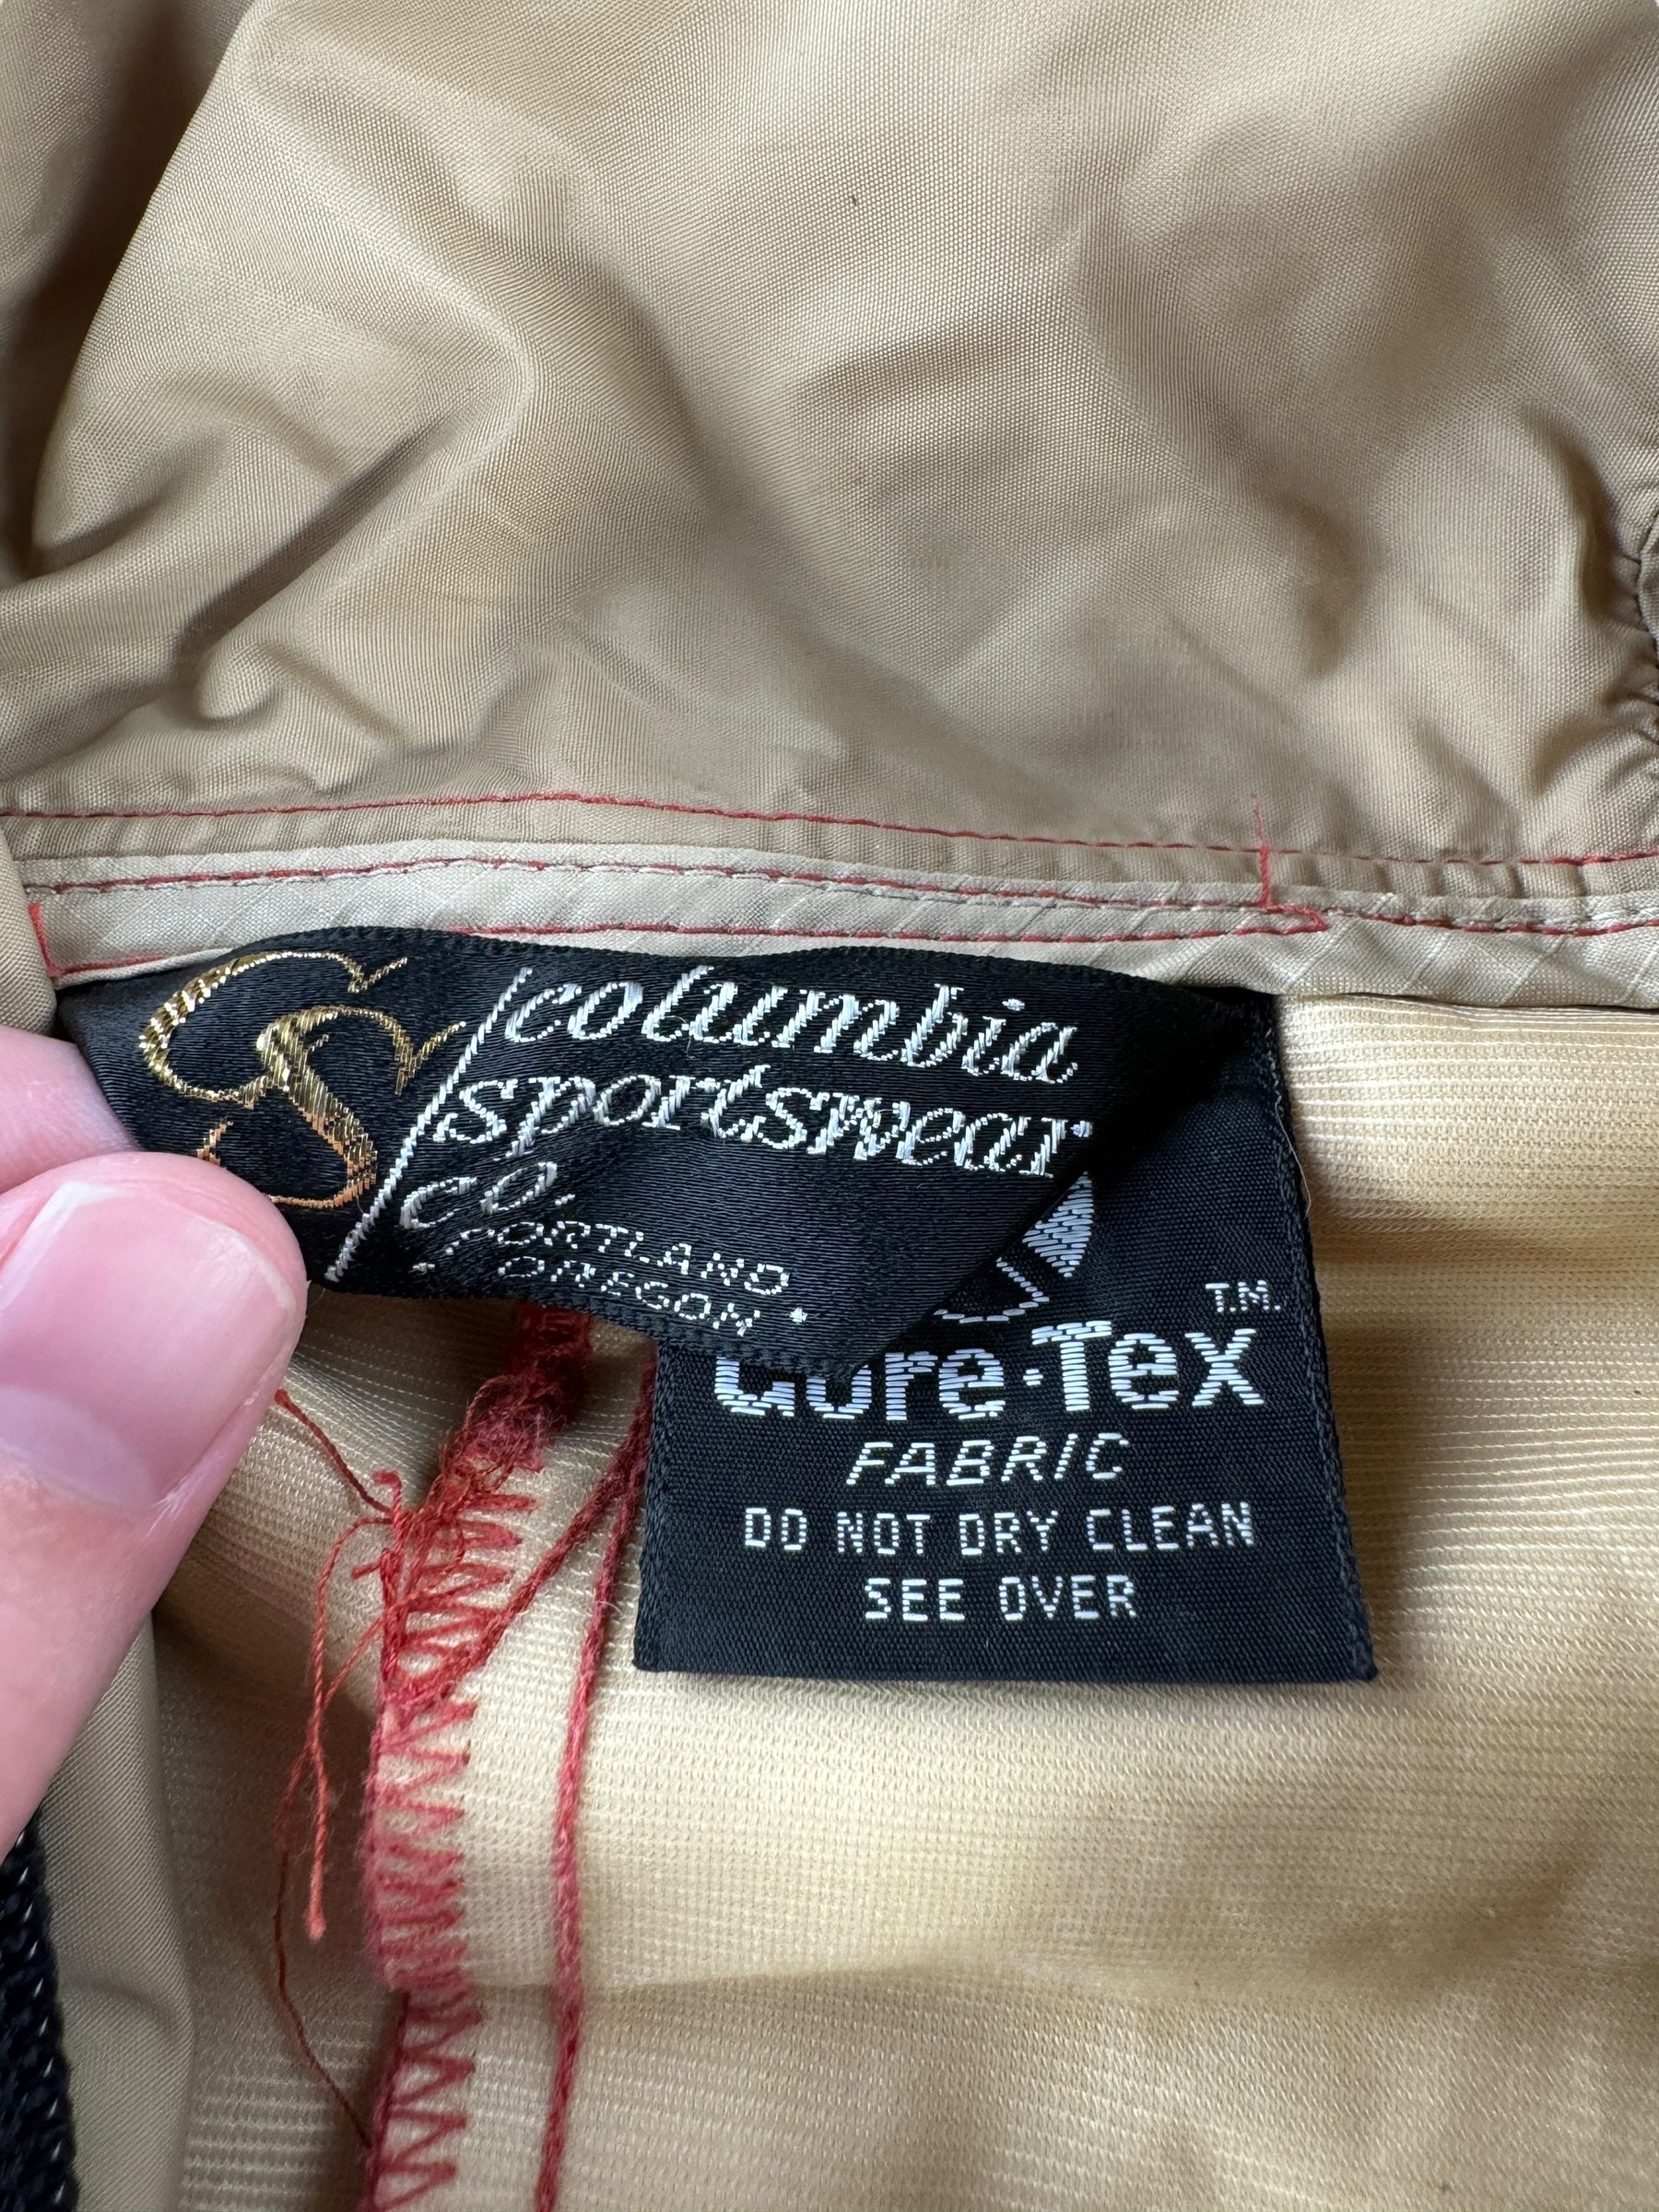 CS
columbia
sportswear
co.
PORTLAND
OREGON
T.M.
Gore-Tex
FABRIC
DO NOT DRY CLEAN
SEE OVER